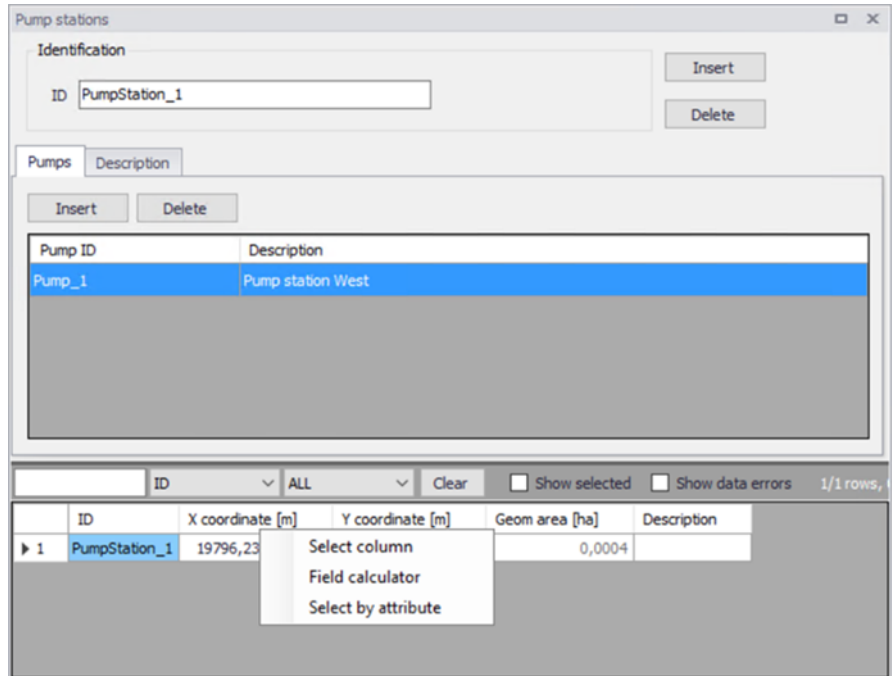 Pump stations
Identification
ID PumpStation_1
Insert
Delete
Pumps Description
Insert Delete
Pump ID Description
Pump_1 Pump station West
ID ALL Clear Show selected Show data errors 1/1 rows,
ID X coordinate [m] Y coordinate [m] Geom area [ha] Description
1 PumpStation_1 19796,23 0,0004
Select column
Field calculator
Select by attribute